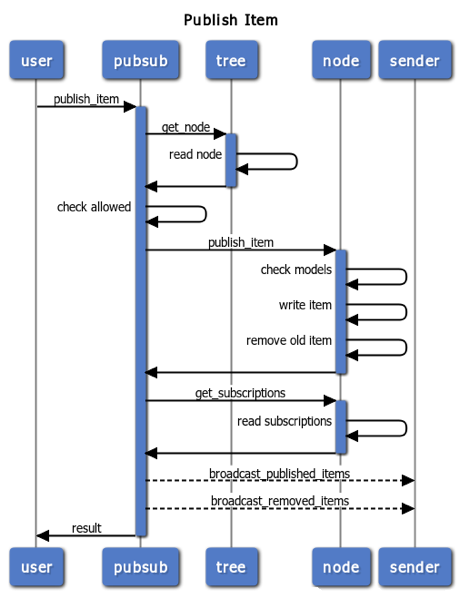 Publish Item
user pubsub tree node sender
publish_item
get_node
read node
check allowed
publish_item
check models
write item
remove old item
get_subscriptions
read subscriptions
broadcast_published_items
broadcast_removed_items
result
user pubsub tree node sender